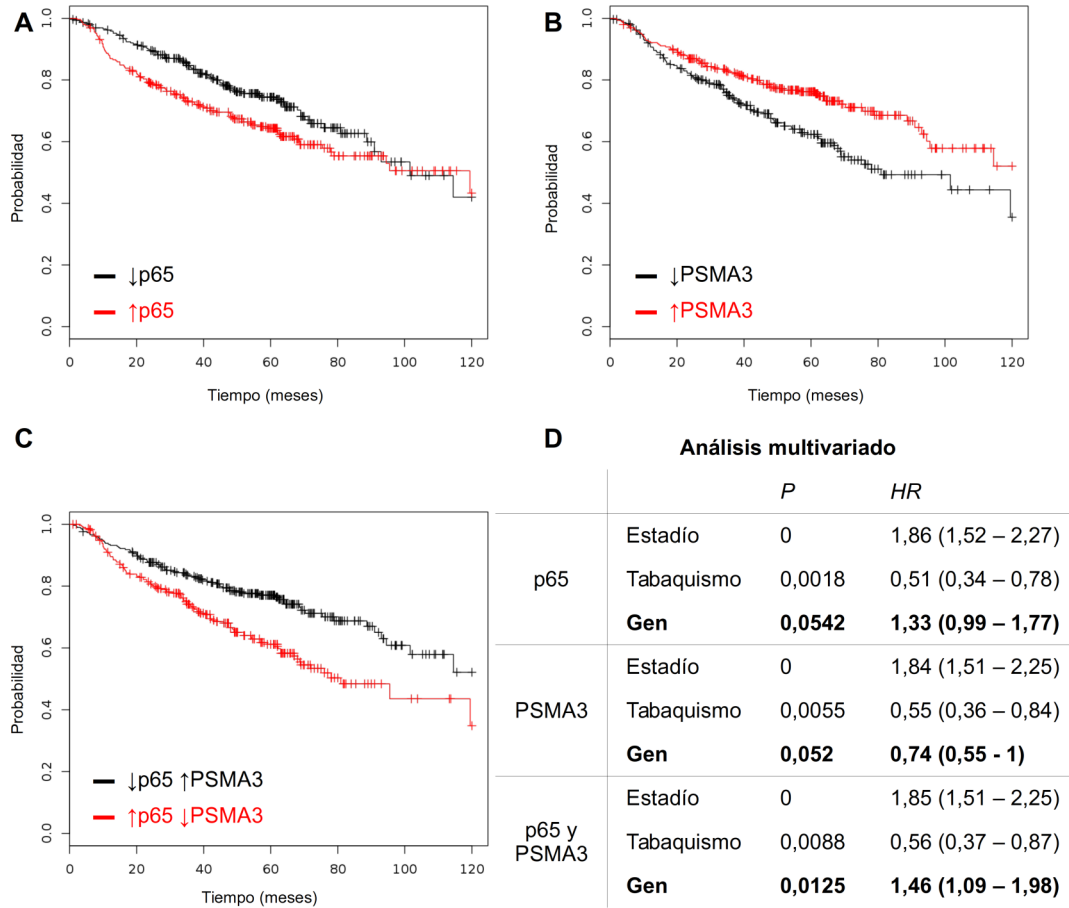 A
Probabilidad
1.0
0.8
0.6
0.4
0.2
0.0
↓p65
↑p65
0 20 40 60 80 100 120
Tiempo (meses)
B
Probabilidad
1.0
0.8
0.6
0.4
0.2
0.0
↓PSMA3
↑PSMA3
0 20 40 60 80 100 120
Tiempo (meses)
C
Probabilidad
1.0
0.8
0.6
0.4
0.2
0.0
↓p65 ↑PSMA3
↑p65 ↓PSMA3
0 20 40 60 80 100 120
Tiempo (meses)
D
Análisis multivariado
P HR
p65
Estadío 0 1,86 (1,52 – 2,27)
Tabaquismo 0,0018 0,51 (0,34 – 0,78)
Gen 0,0542 1,33 (0,99 – 1,77)
PSMA3
Estadío 0 1,84 (1,51 – 2,25)
Tabaquismo 0,0055 0,55 (0,36 – 0,84)
Gen 0,052 0,74 (0,55 - 1)
p65 y
PSMA3
Estadío 0 1,85 (1,51 – 2,25)
Tabaquismo 0,0088 0,56 (0,37 – 0,87)
Gen 0,0125 1,46 (1,09 – 1,98)